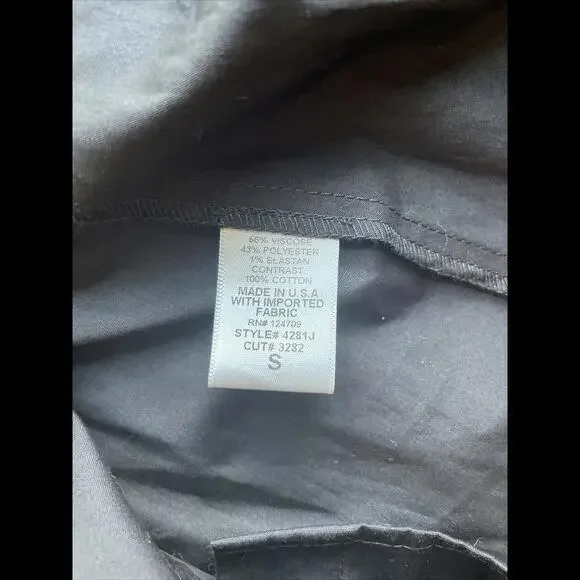 56% VISCOSE
43% POLYESTER
1% ELASTAN
CONTRAST
100% COTTON
MADE IN U.S.A
WITH IMPORTED
FABRIC
RN# 124709
STYLE# 4281J
CUT# 3282
S